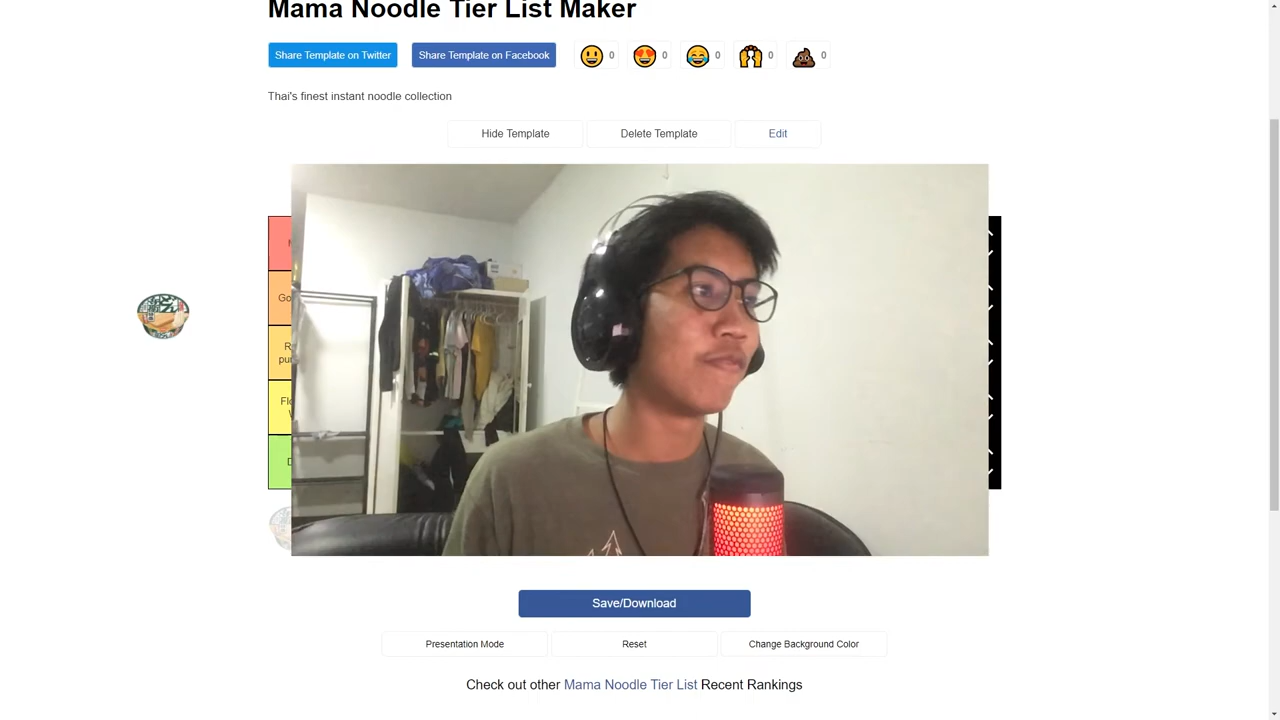 Mama Noodle Tier List Maker
Share Template on Twitter
Share Template on Facebook
0
0
0
0
0
Thai's finest instant noodle collection
Hide Template
Delete Template
Edit
Save/Download
Presentation Mode
Reset
Change Background Color
Check out other Mama Noodle Tier List Recent Rankings